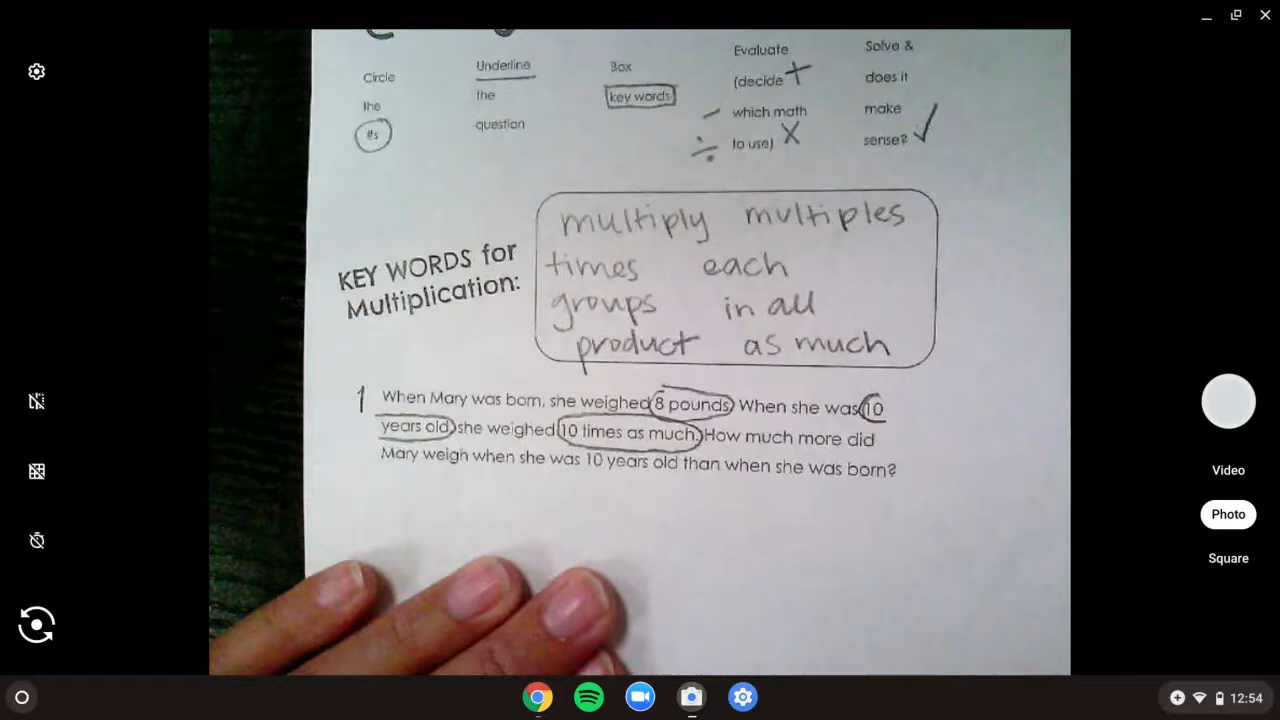 Circle
the
#s
Underline
the
question
Box
key words
Evaluate
(decide +
- which math
÷ to use) X
Solve &
does it
make
sense? ✓
KEY WORDS for
Multiplication:
multiply multiples
times each
groups in all
product as much
1 When Mary was born, she weighed 8 pounds. When she was 10
years old, she weighed 10 times as much. How much more did
Mary weigh when she was 10 years old than when she was born?
Video
Photo
Square
12:54